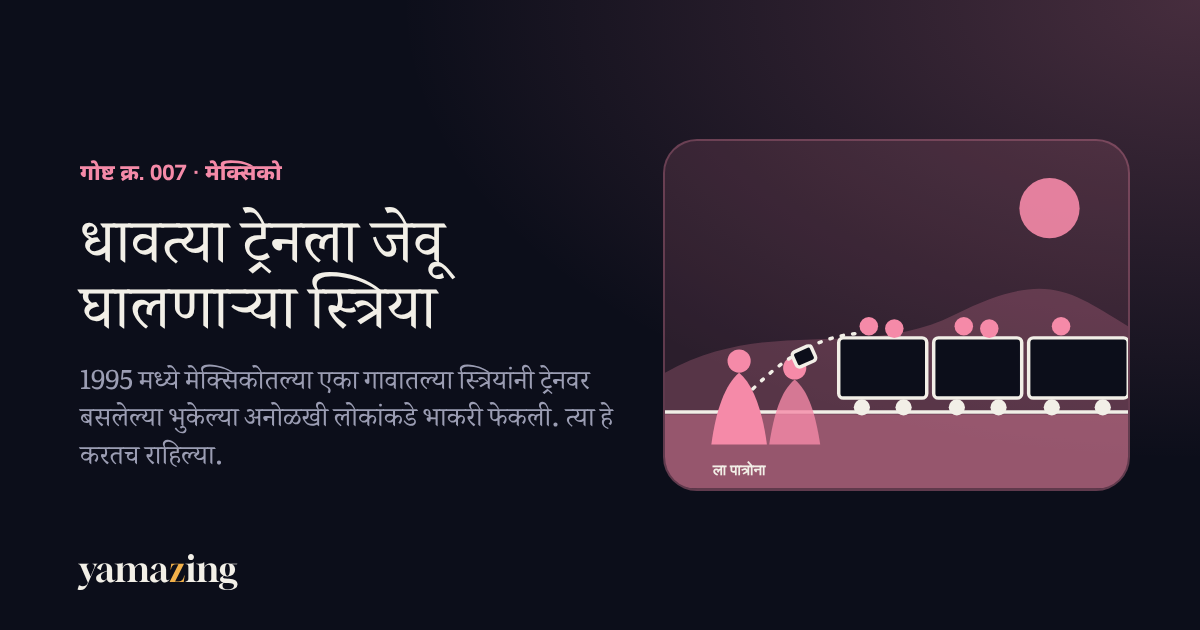 गोष्ट क्र. 007 · मेक्सिको
धावत्या ट्रेनला जेवू
घालणाऱ्या स्त्रिया
1995 मध्ये मेक्सिकोतल्या एका गावातल्या स्त्रियांनी ट्रेनवर
बसलेल्या भुकेल्या अनोळखी लोकांकडे भाकरी फेकली. त्या हे
करतच राहिल्या.
ला पात्रोना
yamazing